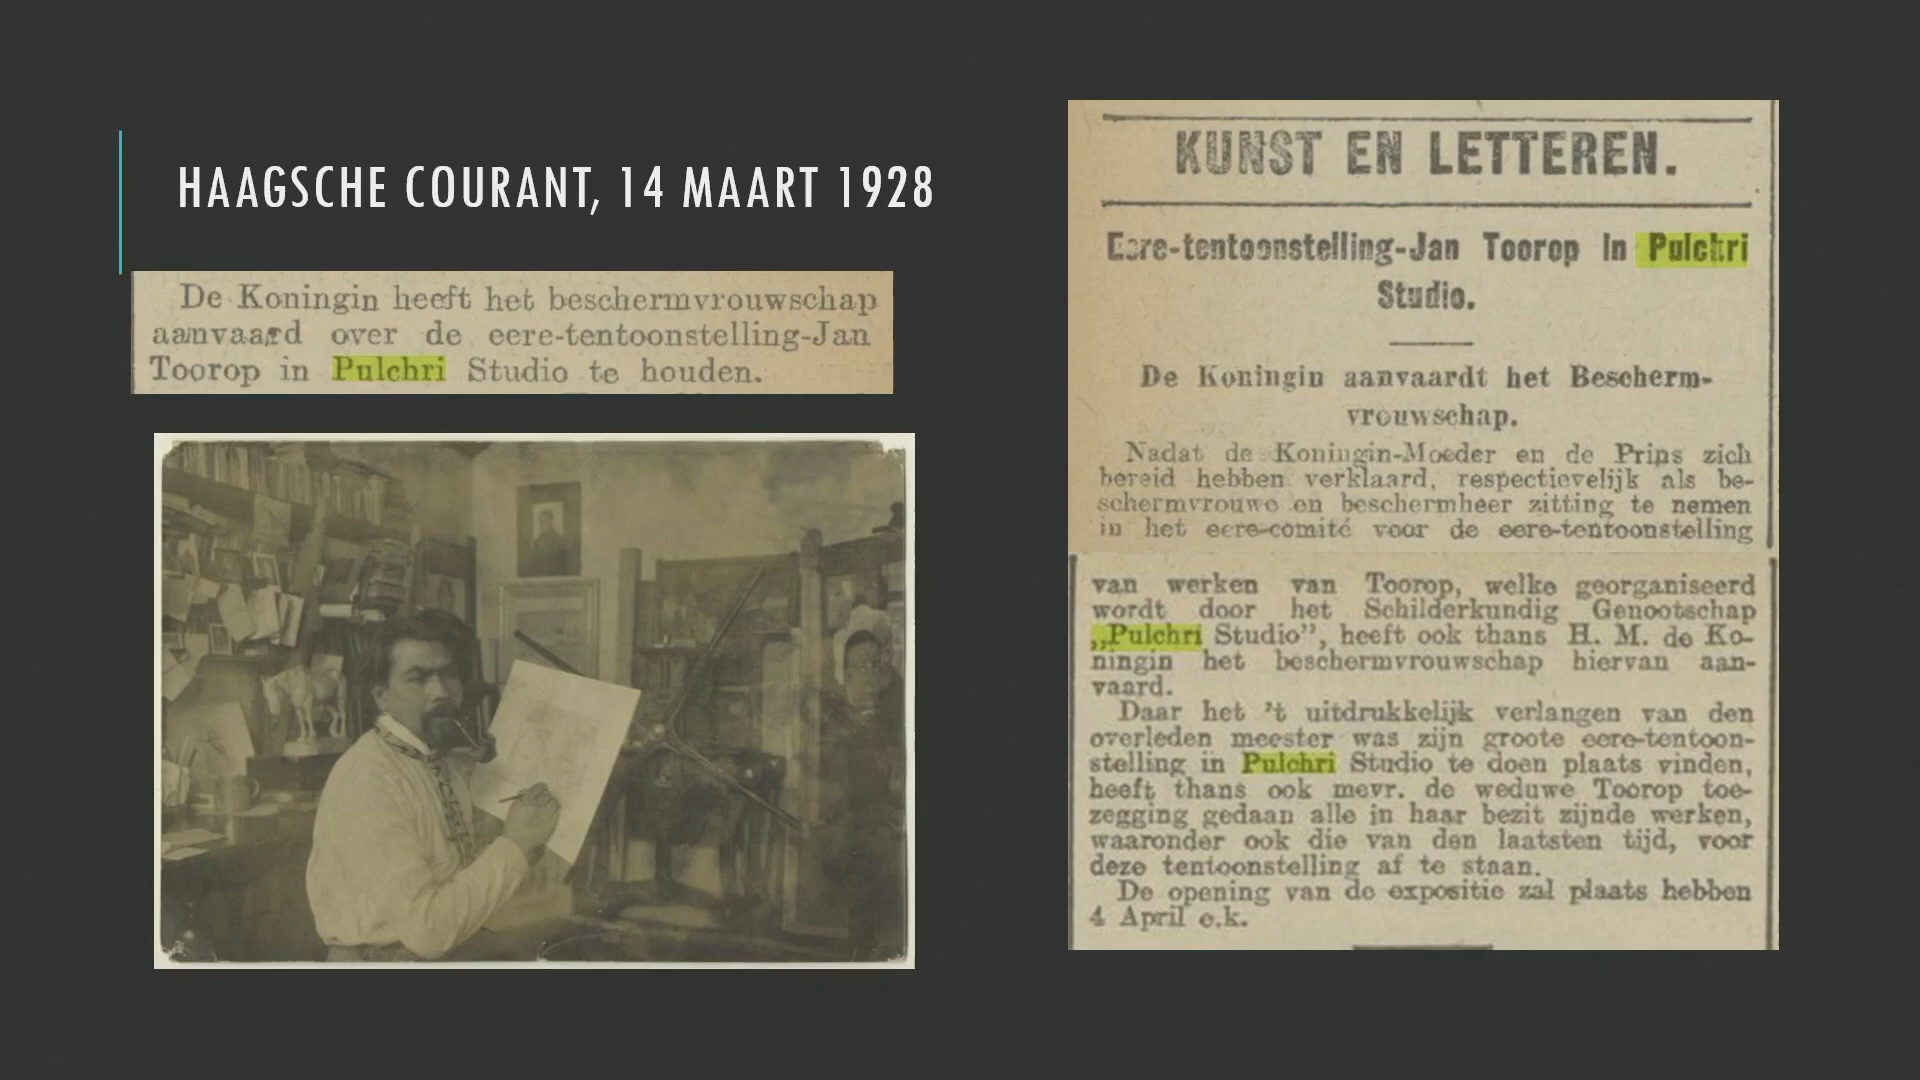 HAAGSCHE COURANT, 14 MAART 1928
De Koningin heeft het beschermvrouwschap
aanvaard over de eere-tentoonstelling-Jan
Toorop in Pulchri Studio te houden.
KUNST EN LETTEREN.
Eere-tentoonstelling-Jan Toorop in Pulchri
Studio.
De Koningin aanvaardt het Bescherm-
vrouwschap.
Nadat de Koningin-Moeder en de Prins zich
bereid hebben verklaard, respectievelijk als be-
schermvrouwe en beschermheer zitting te nemen
in het eere-comité voor de eere-tentoonstelling
van werken van Toorop, welke georganiseerd
wordt door het Schilderkundig Genootschap
„Pulchri Studio”, heeft ook thans H. M. de Ko-
ningin het beschermvrouwschap hiervan aan-
vaard.
Daar het 't uitdrukkelijk verlangen van den
overleden meester was zijn groote eere-tentoon-
stelling in Pulchri Studio te doen plaats vinden,
heeft thans ook mevr. de weduwe Toorop toe-
zegging gedaan alle in haar bezit zijnde werken,
waaronder ook die van den laatsten tijd, voor
deze tentoonstelling af te staan.
De opening van de expositie zal plaats hebben
4 April e.k.